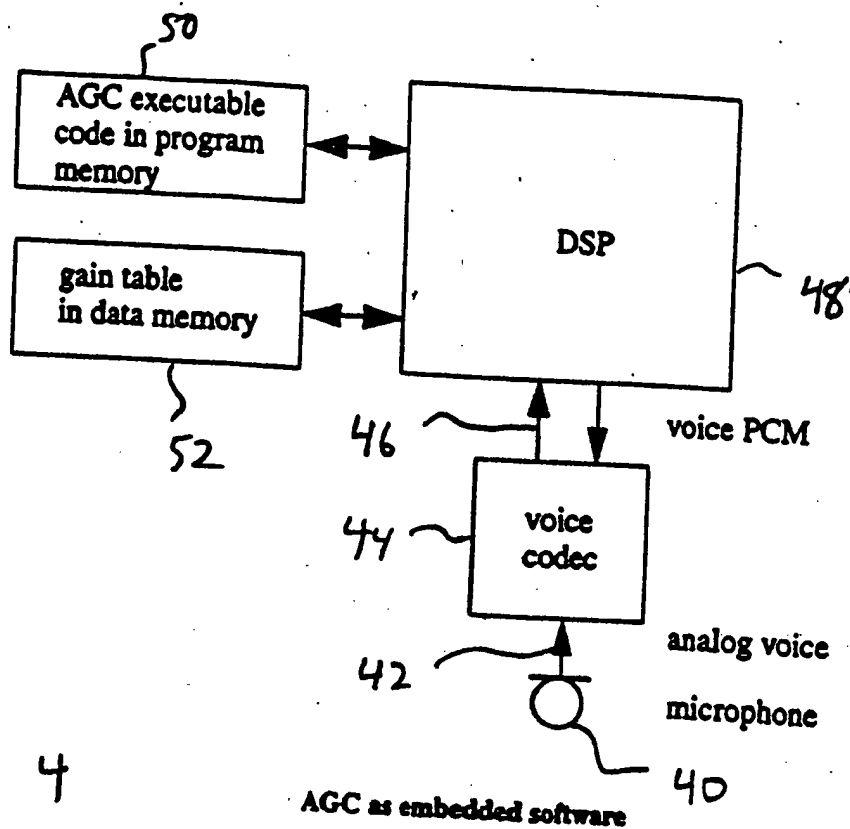 50
AGC executable
code in program
memory
DSP
48
gain table
in data memory
52
46
voice PCM
44
voice
codec
42
analog voice
microphone
40
4
AGC as embedded software